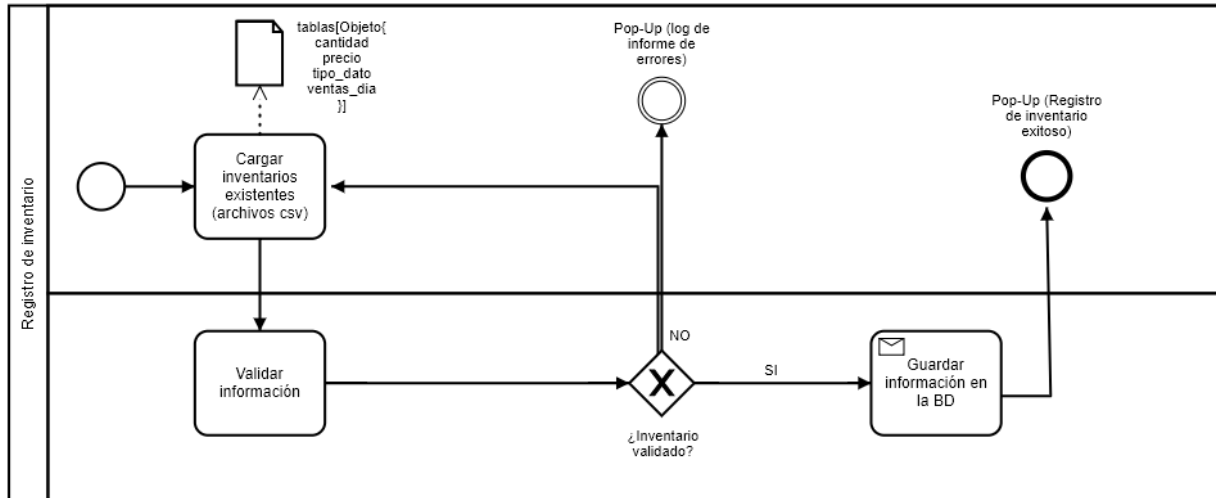 Registro de inventario
tablas[Objeto{
cantidad
precio
tipo_dato
ventas_dia
}]
Cargar
inventarios
existentes
(archivos csv)
Pop-Up (log de
informe de
errores)
Pop-Up (Registro
de inventario
exitoso)
Validar
información
NO
X
¿Inventario
validado?
SI
Guardar
información en
la BD